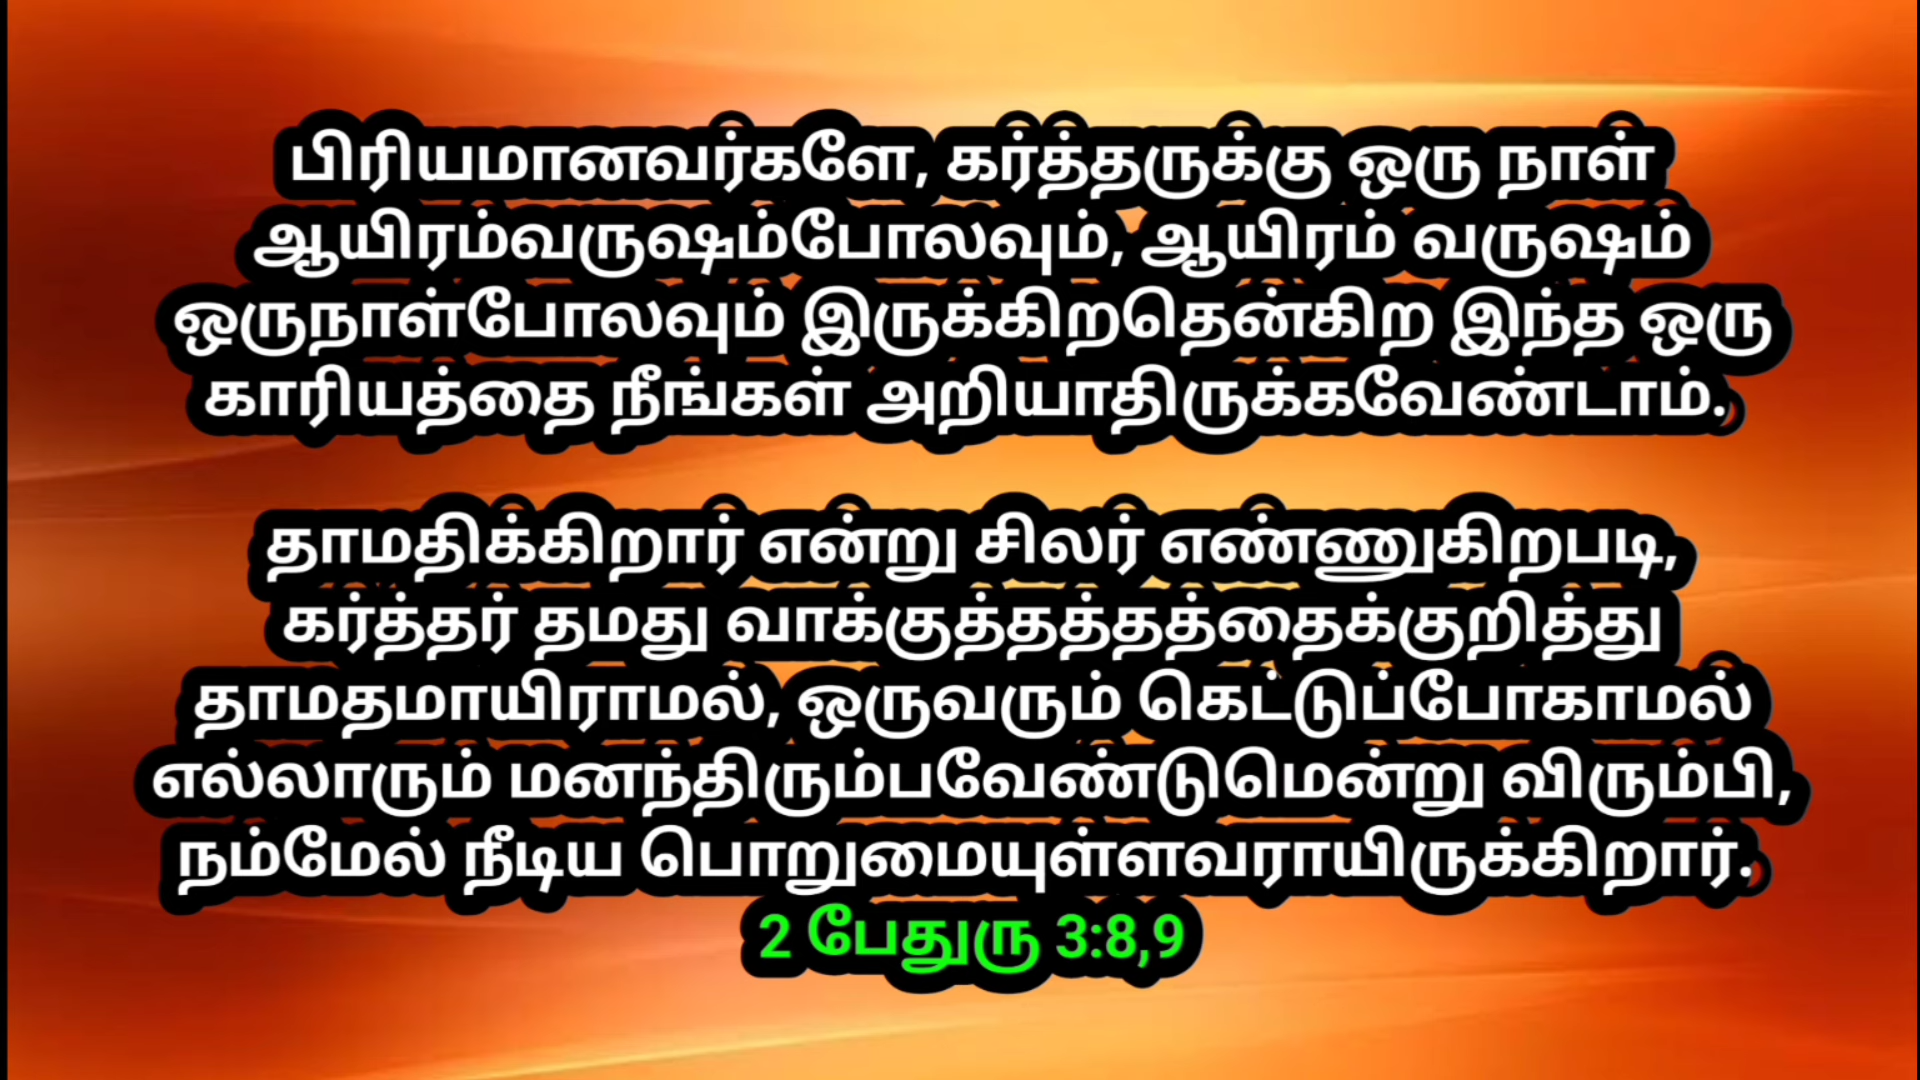 பிரியமானவர்களே, கர்த்தருக்கு ஒரு நாள்
ஆயிரம்வருஷம்போலவும், ஆயிரம் வருஷம்
ஒருநாள்போலவும் இருக்கிறதென்கிற இந்த ஒரு
காரியத்தை நீங்கள் அறியாதிருக்கவேண்டாம்.
தாமதிக்கிறார் என்று சிலர் எண்ணுகிறபடி,
கர்த்தர் தமது வாக்குத்தத்தத்தைக்குறித்து
தாமதமாயிராமல், ஒருவரும் கெட்டுப்போகாமல்
எல்லாரும் மனந்திரும்பவேண்டுமென்று விரும்பி,
நம்மேல் நீடிய பொறுமையுள்ளவராயிருக்கிறார்.
2 பேதுரு 3:8,9